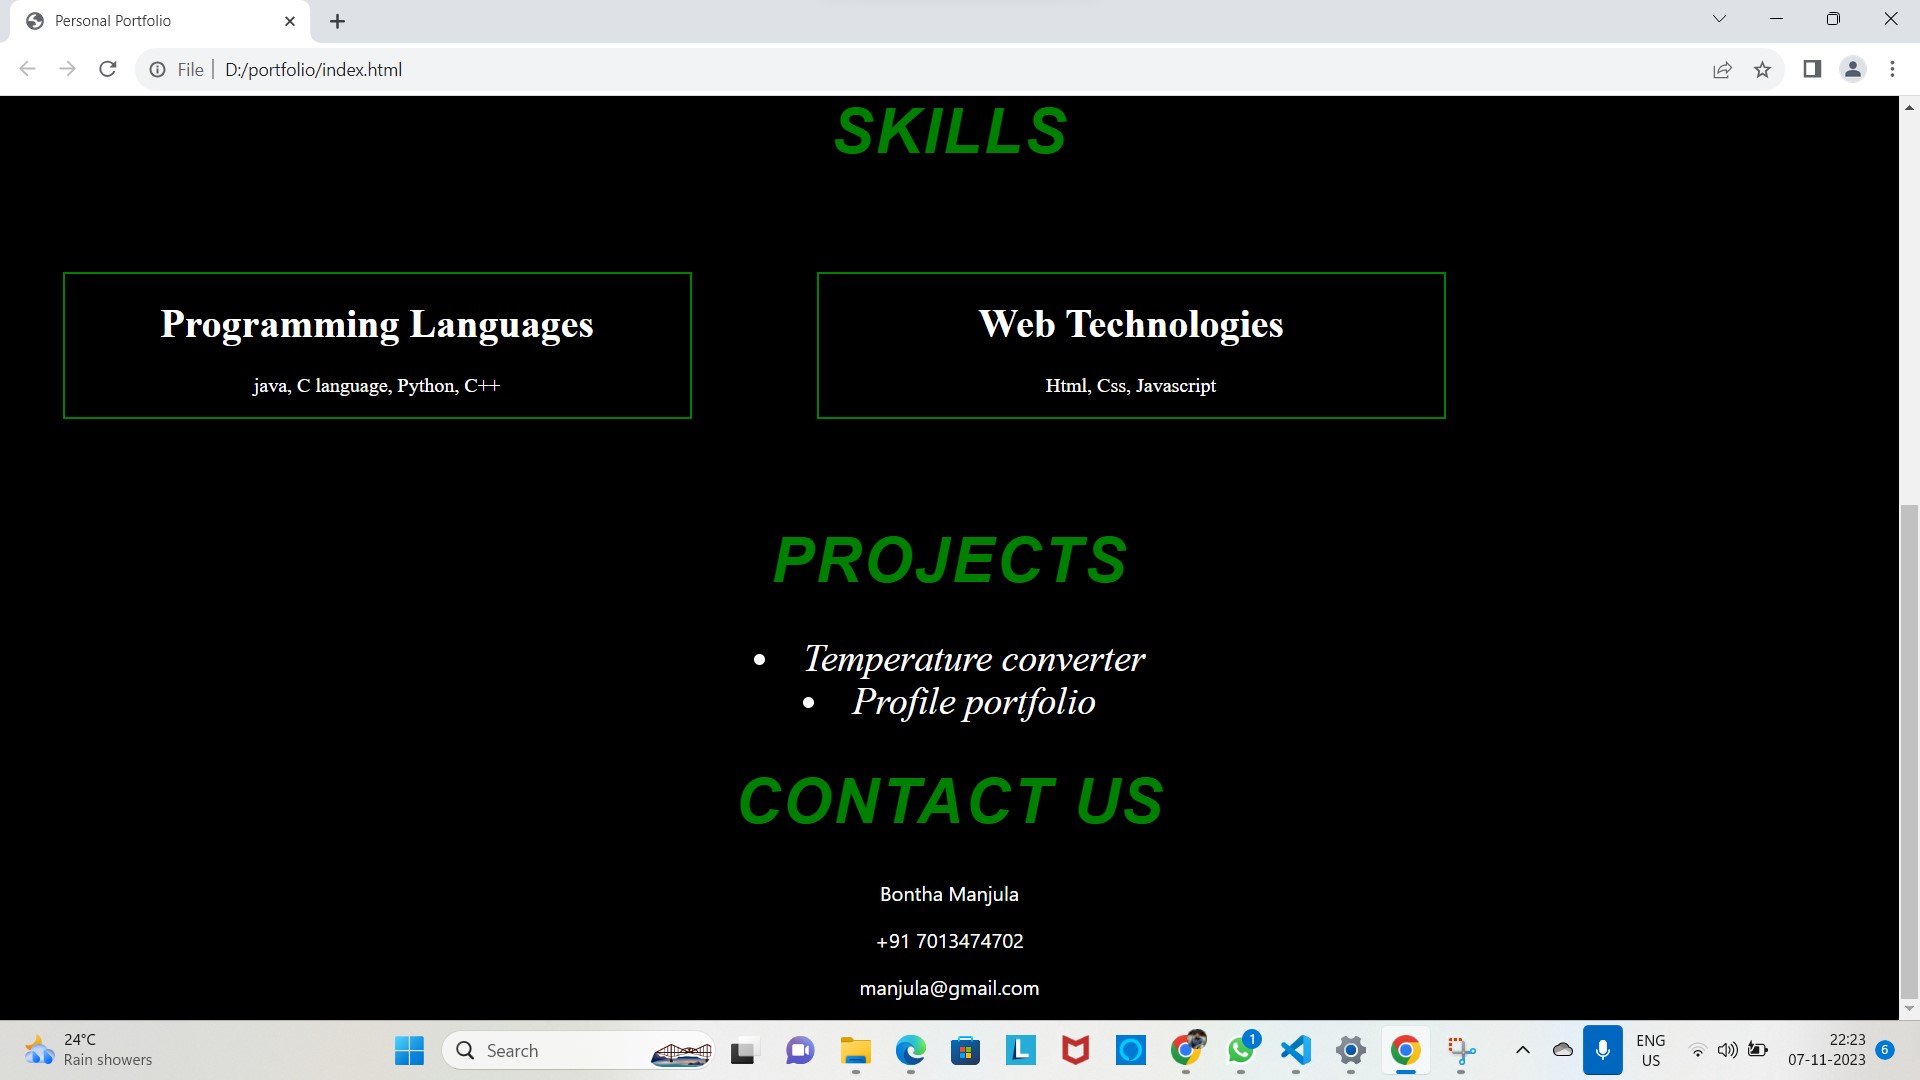 Personal Portfolio
File
D:/portfolio/index.html
SKILLS
Programming Languages
java, C language, Python, C++
Web Technologies
Html, Css, Javascript
PROJECTS
• Temperature converter
• Profile portfolio
CONTACT US
Bontha Manjula
+91 7013474702
manjula@gmail.com
24°C
Rain showers
Search
L
1
ENG
US
22:23
07-11-2023
6